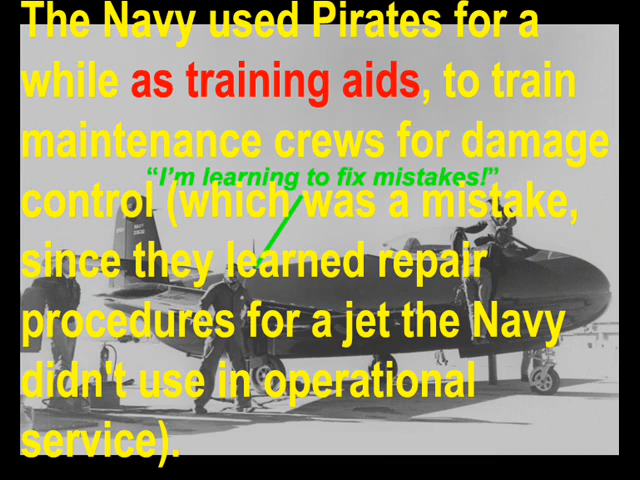 The Navy used Pirates for a
while as training aids, to train
maintenance crews for damage
“I’m learning to fix mistakes!”
control (which was a mistake,
since they learned repair
procedures for a jet the Navy
didn't use in operational
service).